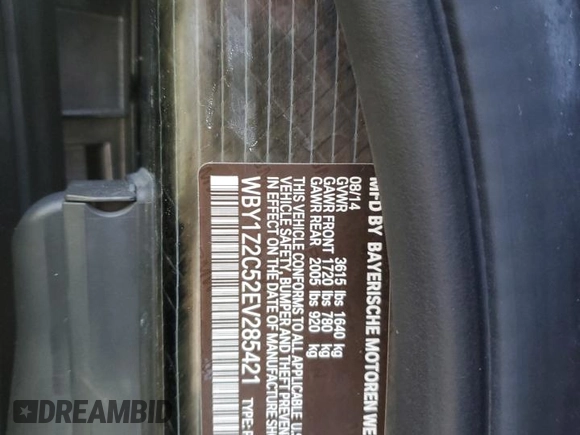 MFD BY BAYERISCHE MOTOREN WE
08/14
GVWR 3615 lbs 1640 kg
GAWR FRONT 1720 lbs 780 kg
GAWR REAR 2005 lbs 920 kg
THIS VEHICLE CONFORMS TO ALL APPLICABLE U.S
VEHICLE SAFETY, BUMPER AND THEFT PREVEN
IN EFFECT ON THE DATE OF MANUFACTURE SH
WBY1Z2C52EV285421
TYPE:
DREAMBID